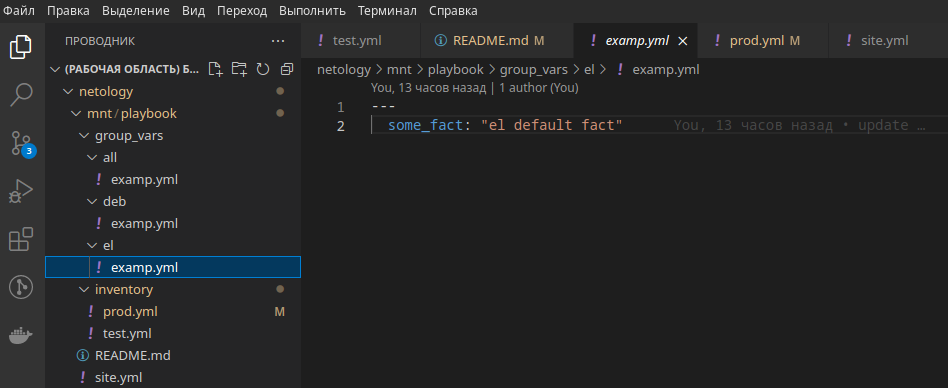 Файл Правка Выделение Вид Переход Выполнить Терминал Справка
ПРОВОДНИК ···
(РАБОЧАЯ ОБЛАСТЬ) Б...
netology
mnt / playbook
group_vars
all
examp.yml
deb
examp.yml
el
examp.yml
inventory
prod.yml M
test.yml
README.md
site.yml
3
! test.yml README.md M ! examp.yml × ! prod.yml M ! site.yml
netology > mnt > playbook > group_vars > el > ! examp.yml
You, 13 часов назад | 1 author (You)
1 ---
2 some_fact: "el default fact" You, 13 часов назад • update …